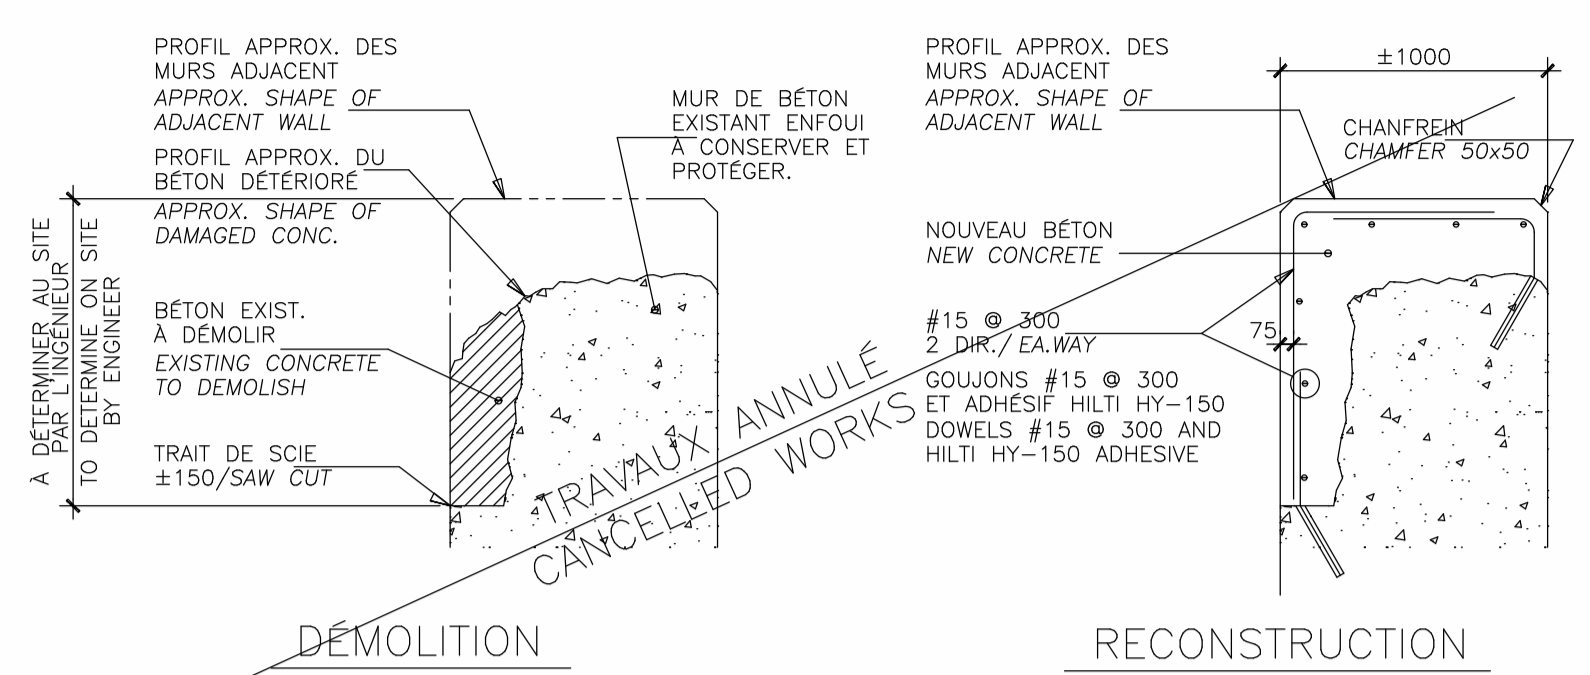 PROFIL APPROX. DES
MURS ADJACENT
APPROX. SHAPE OF
ADJACENT WALL
PROFIL APPROX. DU
BÉTON DÉTÉRIORÉ
APPROX. SHAPE OF
DAMAGED CONC.
BÉTON EXIST.
À DÉMOLIR
EXISTING CONCRETE
TO DEMOLISH
TRAIT DE SCIE
±150/SAW CUT
À DÉTERMINER AU SITE
PAR L'INGÉNIEUR
TO DETERMINE ON SITE
BY ENGINEER
MUR DE BÉTON
EXISTANT ENFOUI
À CONSERVER ET
PROTÉGER.
DÉMOLITION
TRAVAUX ANNULÉ
CANCELLED WORKS
PROFIL APPROX. DES
MURS ADJACENT
APPROX. SHAPE OF
ADJACENT WALL
±1000
CHANFREIN
CHAMFER 50x50
NOUVEAU BÉTON
NEW CONCRETE
#15 @ 300
2 DIR./EA.WAY
75
GOUJONS #15 @ 300
ET ADHÉSIF HILTI HY-150
DOWELS #15 @ 300 AND
HILTI HY-150 ADHESIVE
RECONSTRUCTION